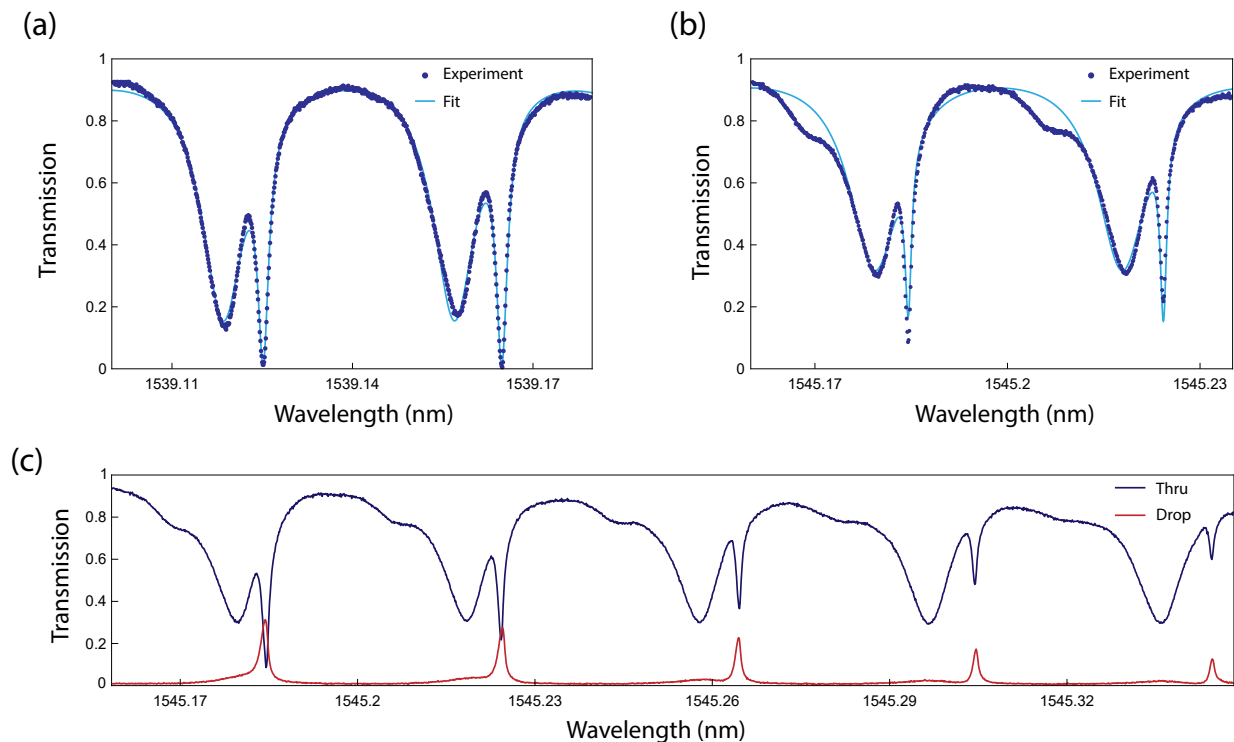 (a)
(b)
1
0.8
0.6
0.4
0.2
0
Transmission
Experiment
Fit
1539.11
1539.14
1539.17
Wavelength (nm)
1
0.8
0.6
0.4
0.2
0
Transmission
Experiment
Fit
1545.17
1545.2
1545.23
Wavelength (nm)
(c)
1
0.8
0.6
0.4
0.2
0
Transmission
Thru
Drop
1545.17
1545.2
1545.23
1545.26
1545.29
1545.32
Wavelength (nm)